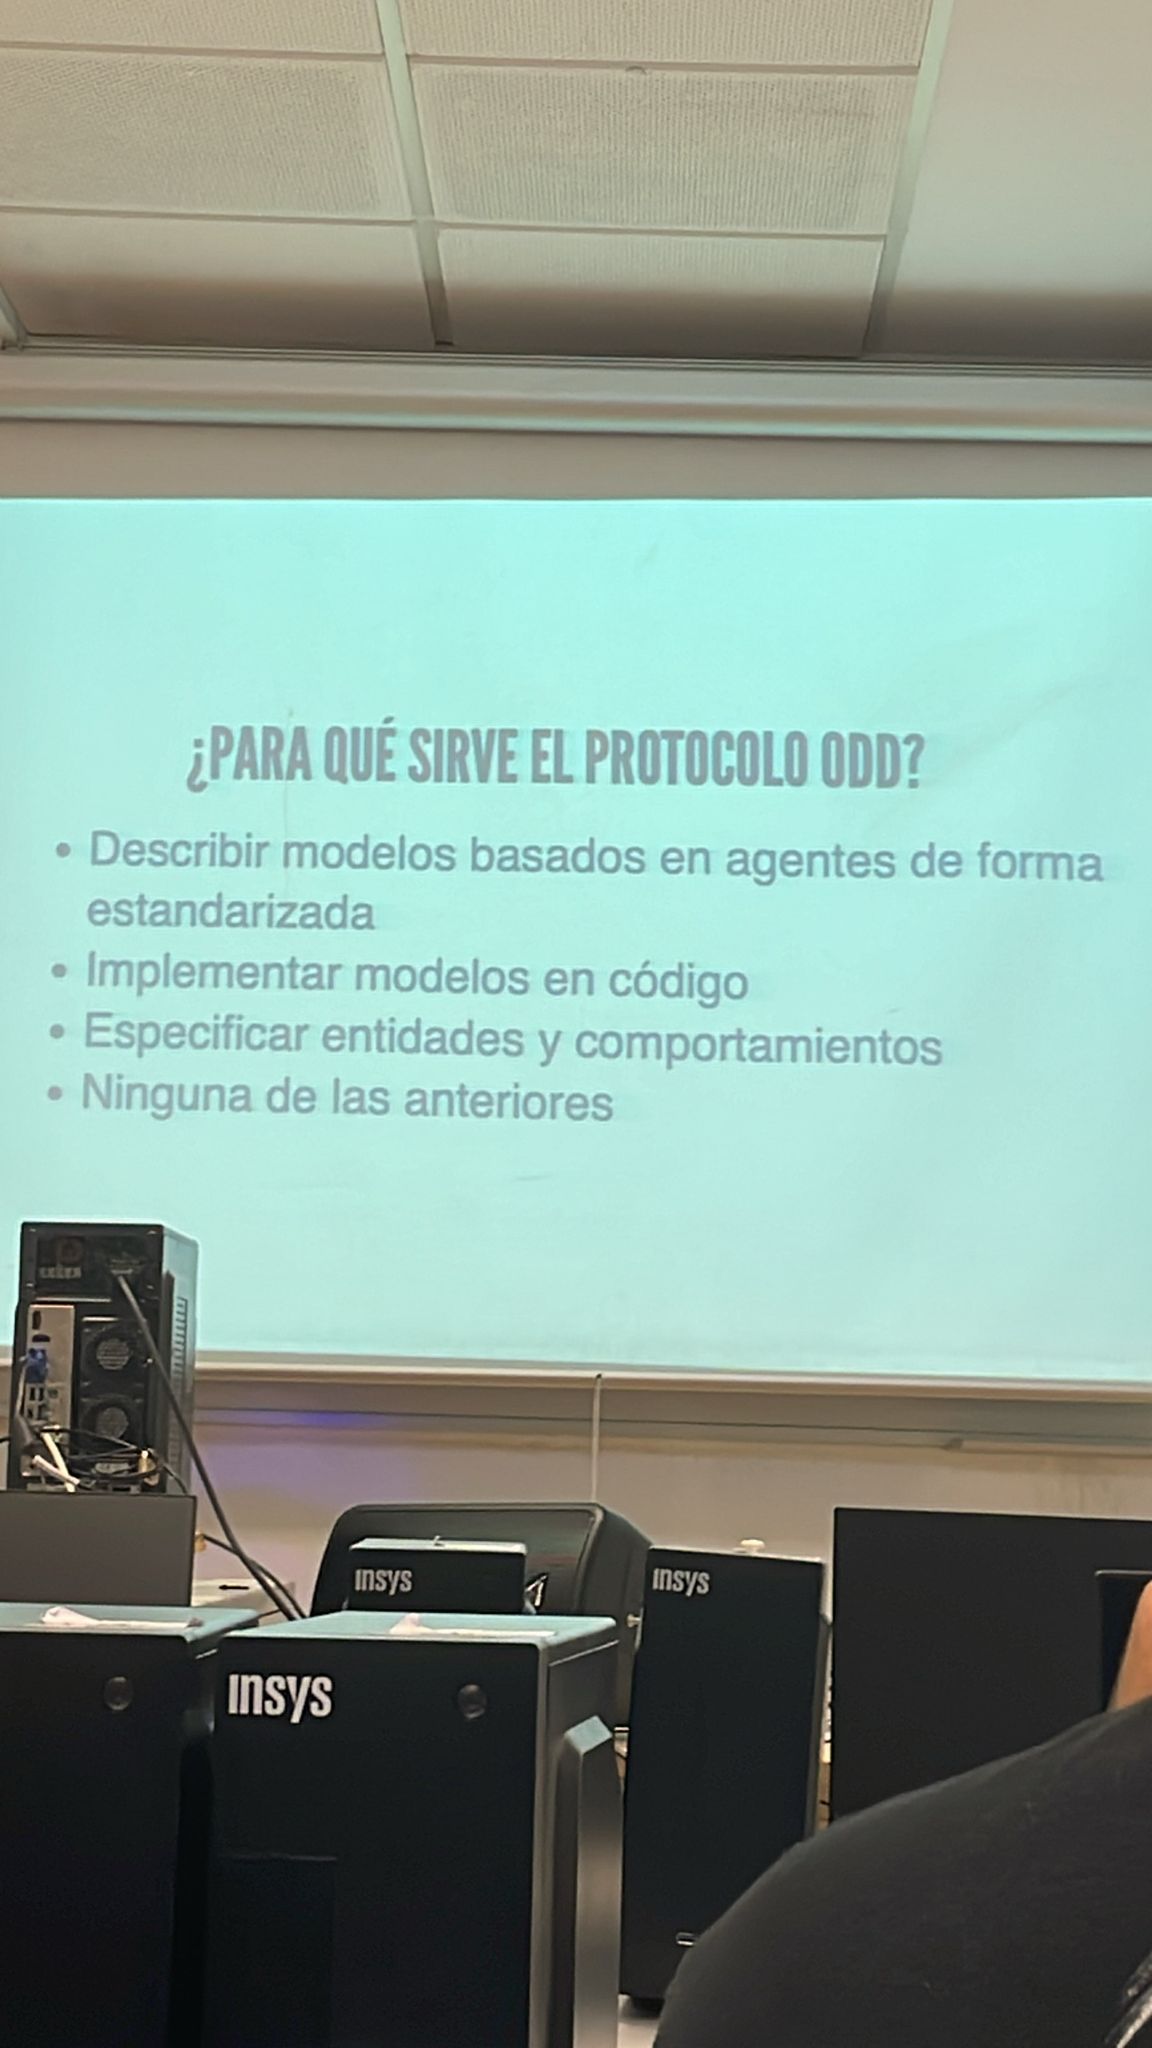 ¿PARA QUÉ SIRVE EL PROTOCOLO ODD?
• Describir modelos basados en agentes de forma
estandarizada
• Implementar modelos en código
• Especificar entidades y comportamientos
• Ninguna de las anteriores
insys
insys
insys